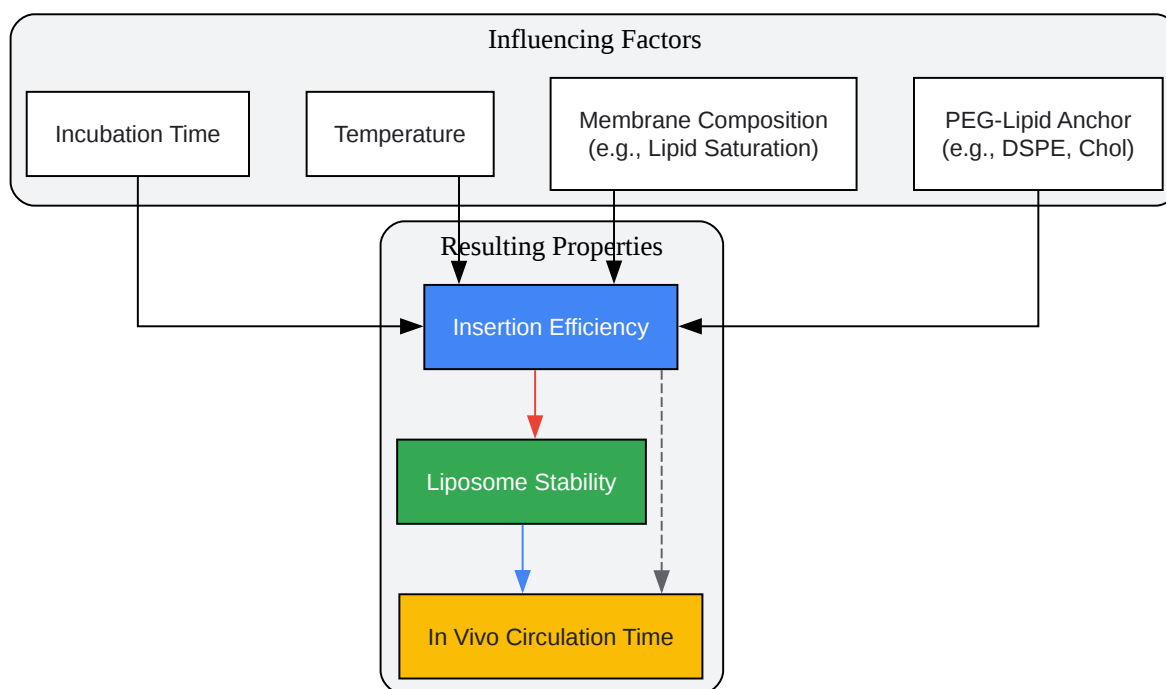 Influencing Factors
Incubation Time
Temperature
Membrane Composition
(e.g., Lipid Saturation)
PEG-Lipid Anchor
(e.g., DSPE, Chol)
Resulting Properties
Insertion Efficiency
Liposome Stability
In Vivo Circulation Time